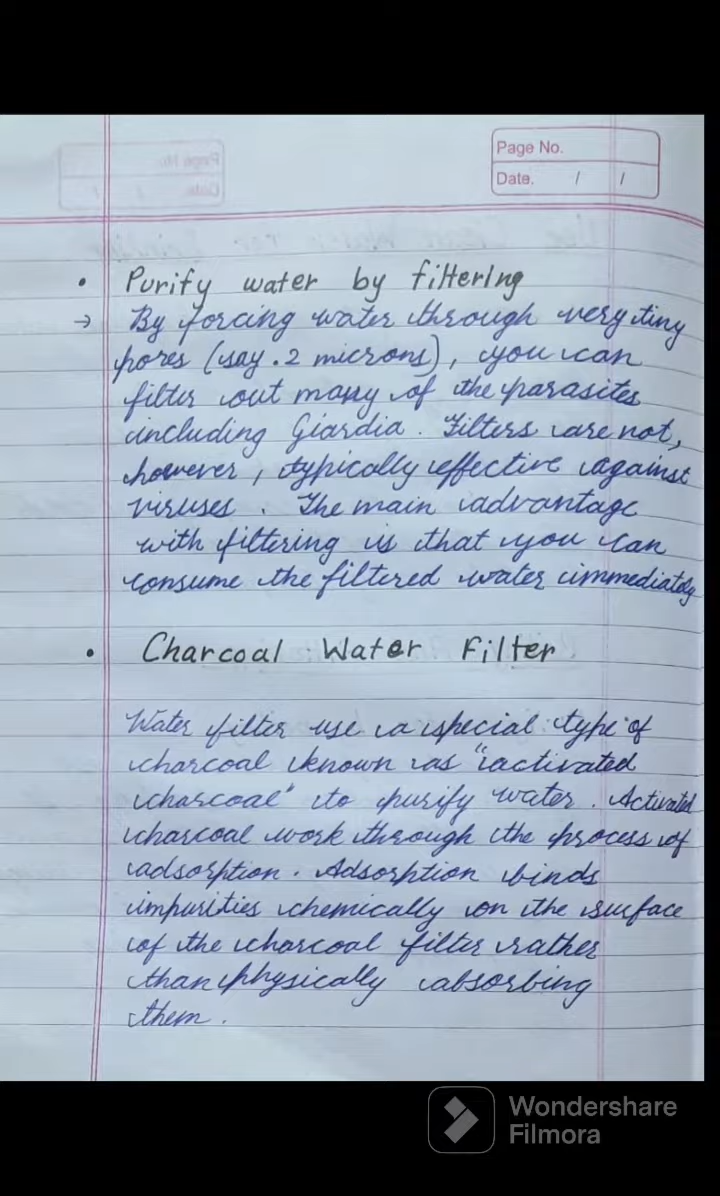 Page No.
Date. / /
• Purify water by filtering
→ By forcing water through very tiny
pores (say .2 microns), you can
filter out many of the parasites
including Giardia. Filters are not,
however, typically effective against
viruses. The main advantage
with filtering is that you can
consume the filtered water immediately
• Charcoal Water Filter
Water filter use a special type of
charcoal known as "activated
charcoal" to purify water. Activated
charcoal work through the process of
adsorption. Adsorption binds
impurities chemically on the surface
of the charcoal filter rather
than physically absorbing
them.
Wondershare
Filmora